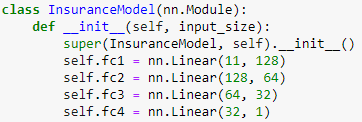 class InsuranceModel(nn.Module):
    def __init__(self, input_size):
        super(InsuranceModel, self).__init__()
        self.fc1 = nn.Linear(11, 128)
        self.fc2 = nn.Linear(128, 64)
        self.fc3 = nn.Linear(64, 32)
        self.fc4 = nn.Linear(32, 1)